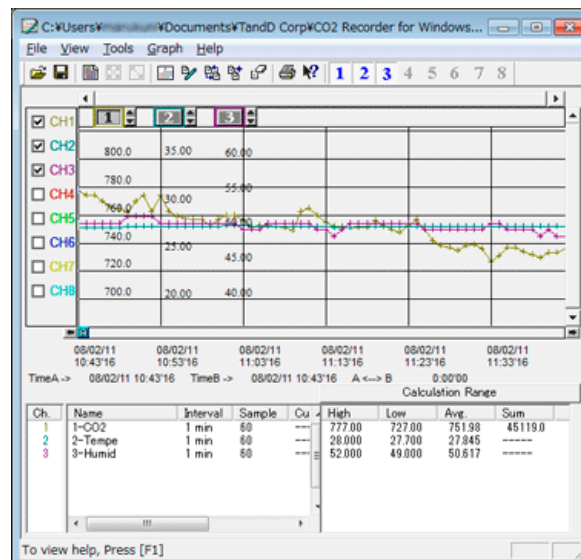 C:¥Users¥ ¥Documents¥TandD Corp¥CO2 Recorder for Windows...
File View Tools Graph Help
1 2 3 4 5 6 7 8
1 2 3
CH1
CH2
CH3
CH4
CH5
CH6
CH7
CH8
800.0 35.00 60.00
780.0 55.00
760.0 30.00 50.00
740.0 25.00 45.00
720.0
700.0 20.00 40.00
08/02/11 08/02/11 08/02/11 08/02/11 08/02/11 08/02/11
10:43'16 10:53'16 11:03'16 11:13'16 11:23'16 11:33'16
TimeA -> 08/02/11 10:43'16 TimeB -> 08/02/11 10:43'16 A <--> B 0:00'00
Calculation Range
Ch. Name Interval Sample Cu High Low Avg. Sum
1 1-CO2 1 min 60 --- 777.00 727.00 751.98 45119.0
2 2-Tempe 1 min 60 --- 28.000 27.700 27.845 -----
3 3-Humid 1 min 60 --- 52.000 49.000 50.617 -----
To view help, Press [F1]